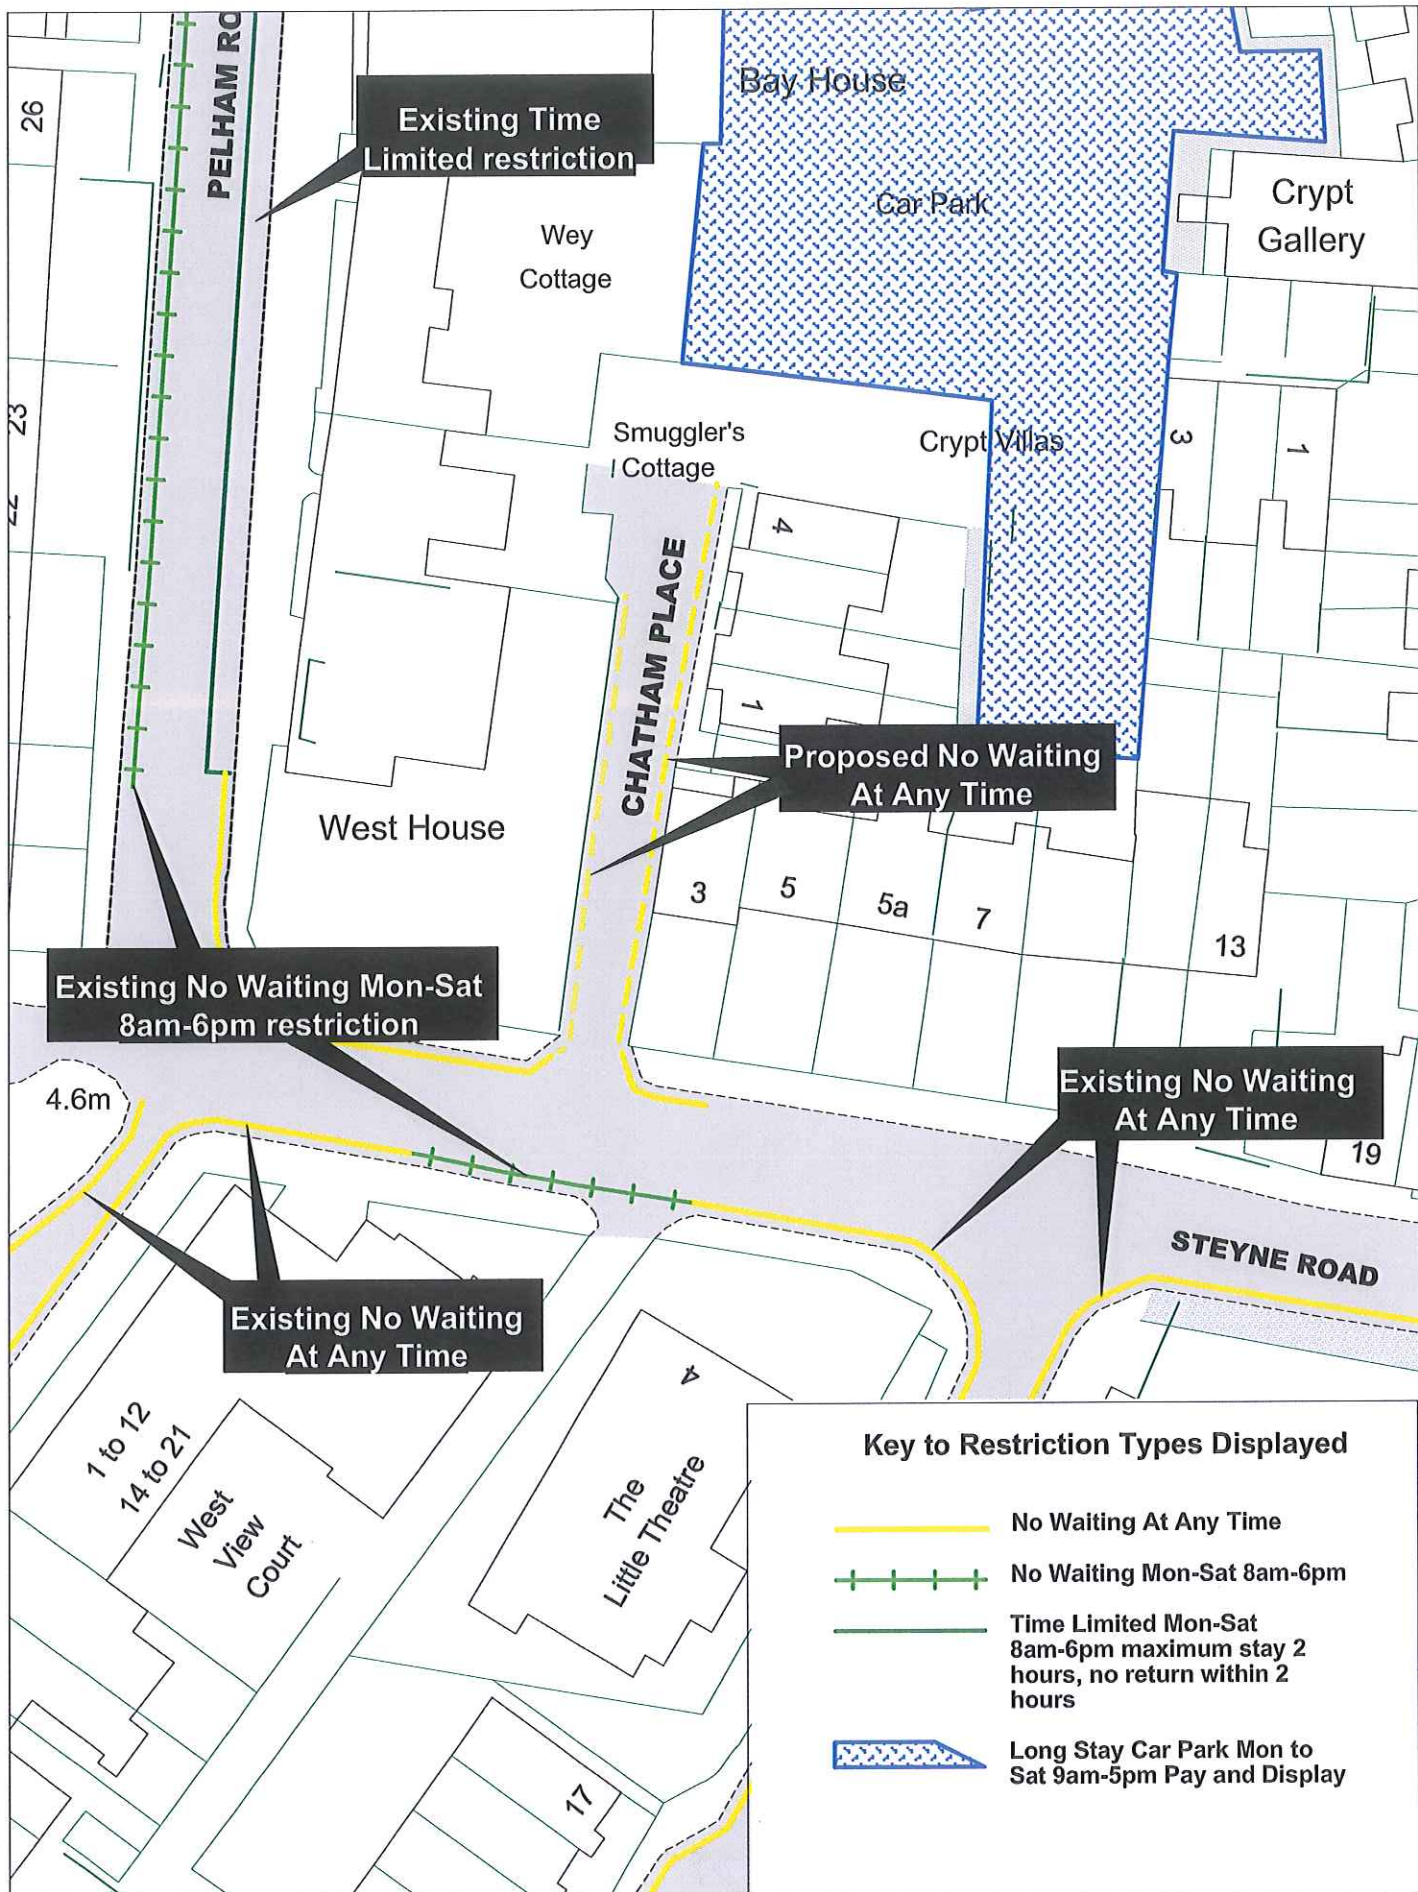 PELHAM RO
26
Existing Time
Limited restriction
Bay House
Car Park
Crypt
Gallery
Wey
Cottage
23
22
Smuggler's
Cottage
Crypt Villas
3
1
4
CHATHAM PLACE
1
Proposed No Waiting
At Any Time
West House
3
5
5a
7
13
Existing No Waiting Mon-Sat
8am-6pm restriction
4.6m
Existing No Waiting
At Any Time
19
STEYNE ROAD
Existing No Waiting
At Any Time
1 to 12
14 to 21
West
View
Court
4
The
Little Theatre
17
Key to Restriction Types Displayed
No Waiting At Any Time
No Waiting Mon-Sat 8am-6pm
Time Limited Mon-Sat
8am-6pm maximum stay 2
hours, no return within 2
hours
Long Stay Car Park Mon to
Sat 9am-5pm Pay and Display